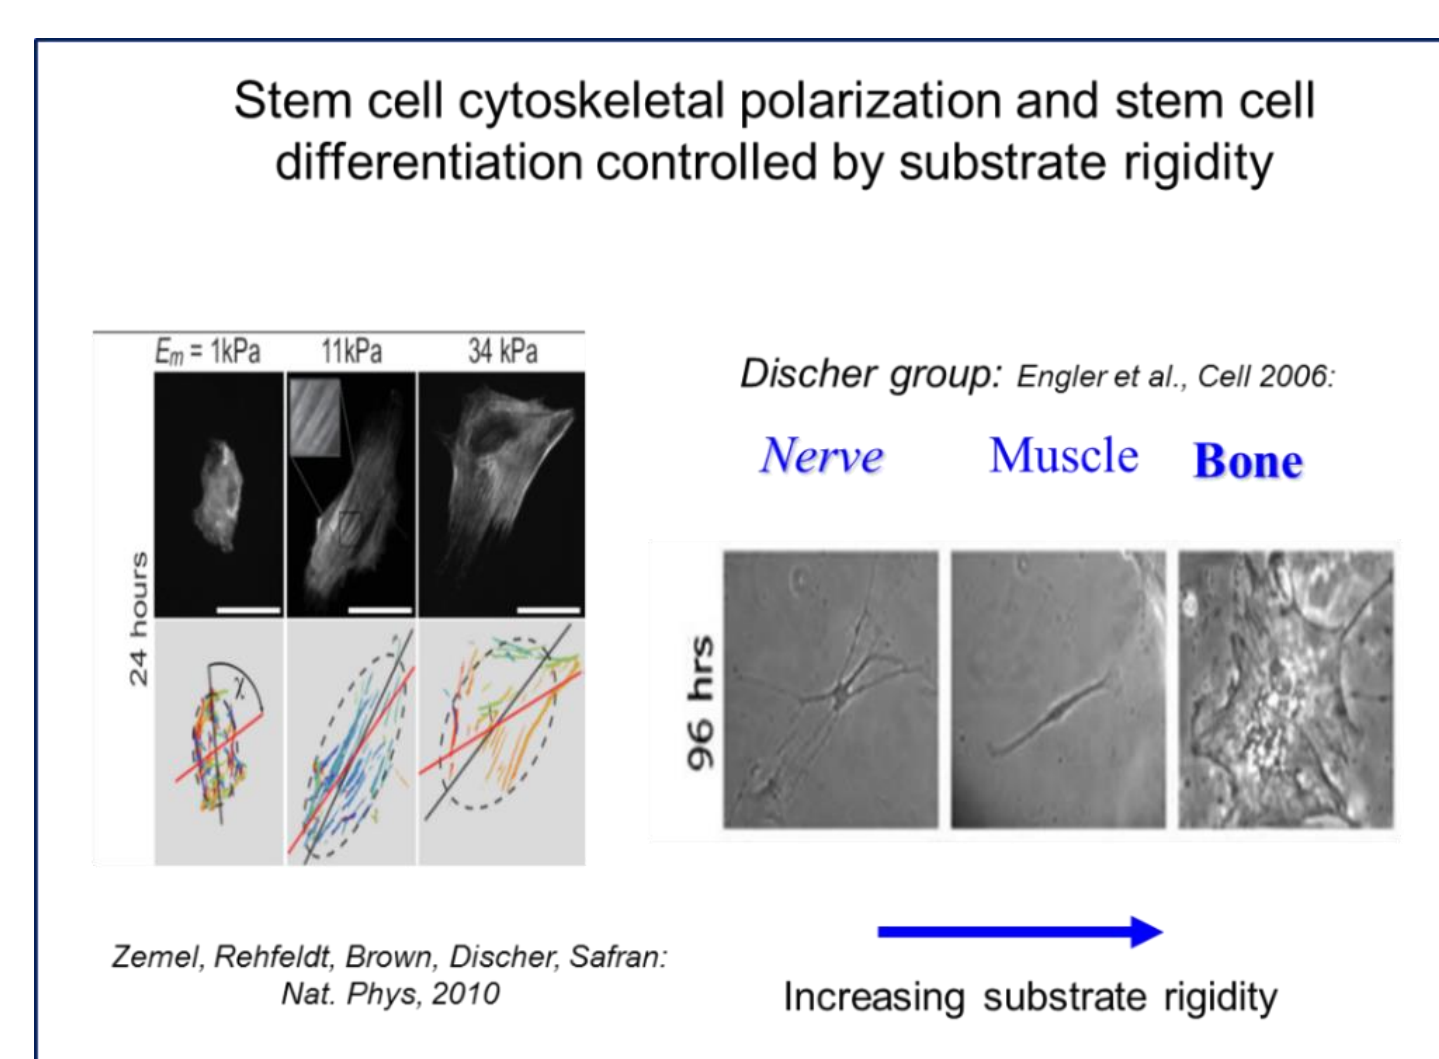 Stem cell cytoskeletal polarization and stem cell
differentiation controlled by substrate rigidity
Em = 1kPa 11kPa 34 kPa
24 hours
χ
Zemel, Rehfeldt, Brown, Discher, Safran:
Nat. Phys, 2010
Discher group: Engler et al., Cell 2006:
Nerve Muscle Bone
96 hrs
Increasing substrate rigidity